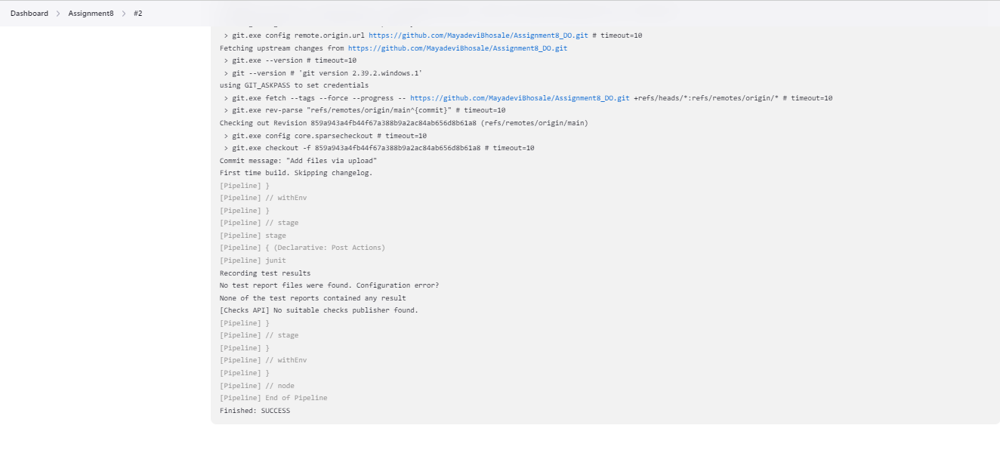 Dashboard > Assignment8 > #2
> git.exe config remote.origin.url https://github.com/MayadeviBhosale/Assignment8_DO.git # timeout=10
Fetching upstream changes from https://github.com/MayadeviBhosale/Assignment8_DO.git
> git.exe --version # timeout=10
> git --version # 'git version 2.39.2.windows.1'
using GIT_ASKPASS to set credentials
> git.exe fetch --tags --force --progress -- https://github.com/MayadeviBhosale/Assignment8_DO.git +refs/heads/*:refs/remotes/origin/* # timeout=10
> git.exe rev-parse "refs/remotes/origin/main^{commit}" # timeout=10
Checking out Revision 859a943a4fb44f67a388b9a2ac84ab656d8b61a8 (refs/remotes/origin/main)
> git.exe config core.sparsecheckout # timeout=10
> git.exe checkout -f 859a943a4fb44f67a388b9a2ac84ab656d8b61a8 # timeout=10
Commit message: "Add files via upload"
First time build. Skipping changelog.
[Pipeline] }
[Pipeline] // withEnv
[Pipeline] }
[Pipeline] // stage
[Pipeline] stage
[Pipeline] { (Declarative: Post Actions)
[Pipeline] junit
Recording test results
No test report files were found. Configuration error?
None of the test reports contained any result
[Checks API] No suitable checks publisher found.
[Pipeline] }
[Pipeline] // stage
[Pipeline] }
[Pipeline] // withEnv
[Pipeline] }
[Pipeline] // node
[Pipeline] End of Pipeline
Finished: SUCCESS